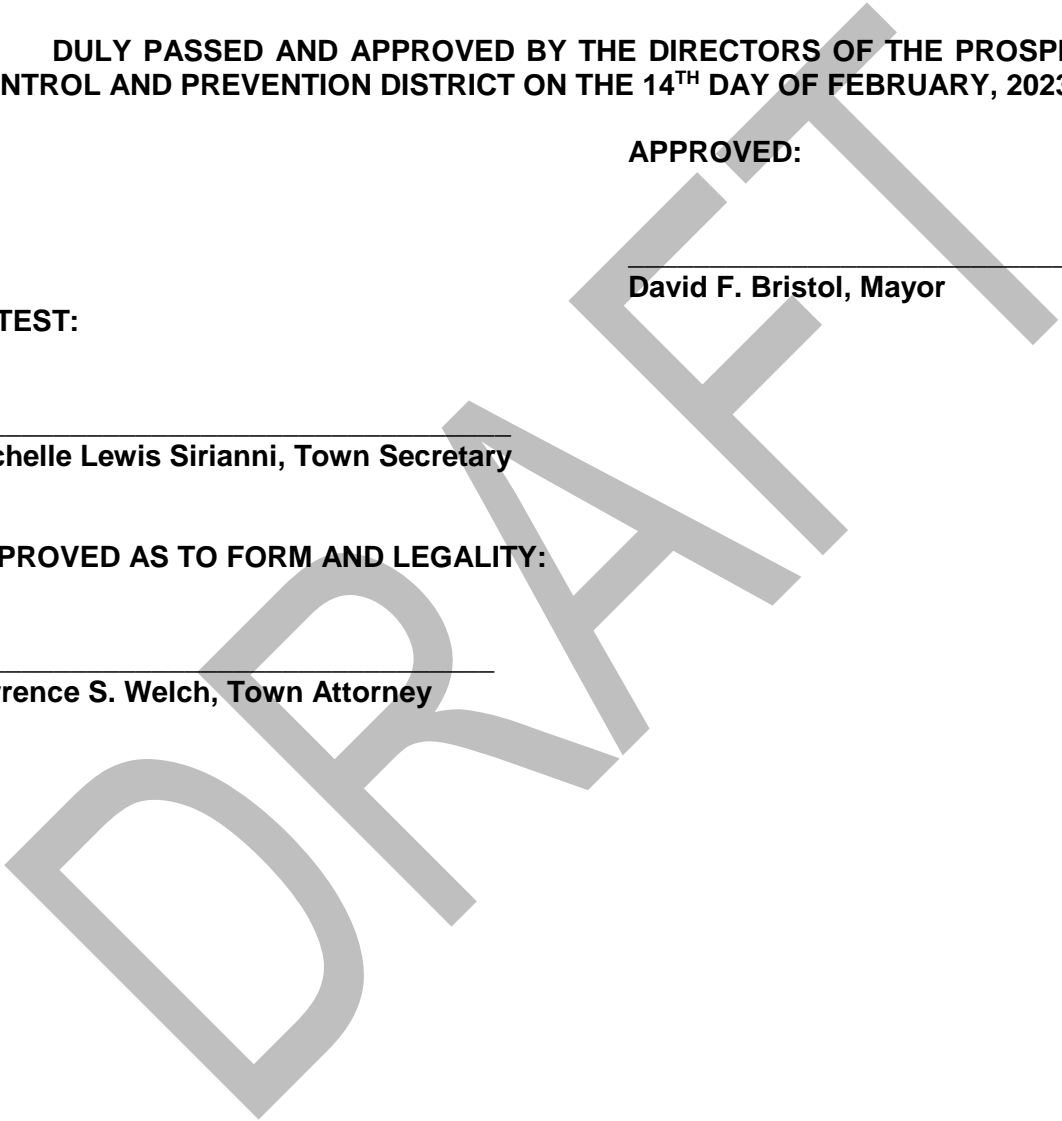 DULY PASSED AND APPROVED BY THE DIRECTORS OF THE PROSPE
NTROL AND PREVENTION DISTRICT ON THE 14TH DAY OF FEBRUARY, 2023
APPROVED:
David F. Bristol, Mayor
TEST:
chelle Lewis Sirianni, Town Secretary
PROVED AS TO FORM AND LEGALITY:
rence S. Welch, Town Attorney
DRAFT